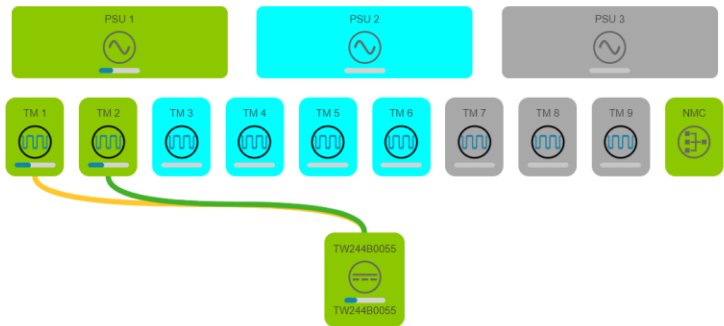 PSU 1
PSU 2
PSU 3
TM 1
TM 2
TM 3
TM 4
TM 5
TM 6
TM 7
TM 8
TM 9
NMC
TW244B0055
TW244B0055